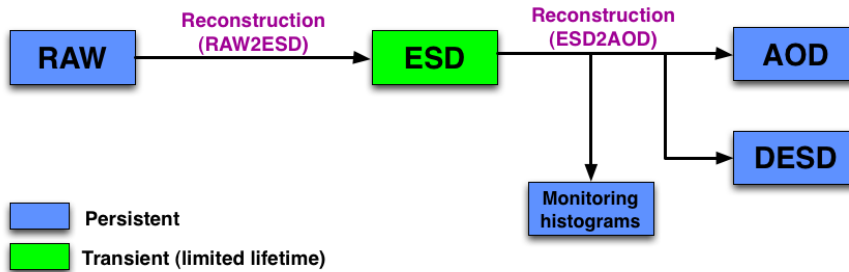 Reconstruction
(RAW2ESD)
Reconstruction
(ESD2AOD)
RAW
ESD
AOD
DESD
Monitoring
histograms
Persistent
Transient (limited lifetime)